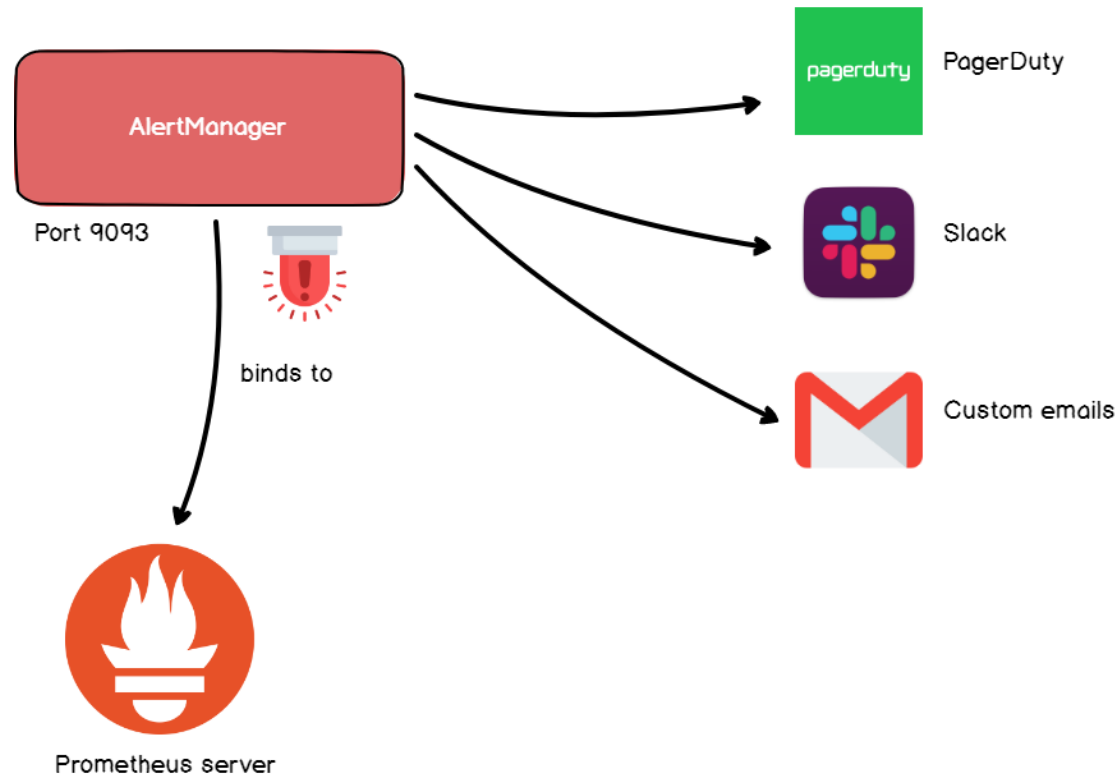 AlertManager
Port 9093
binds to
Prometheus server
pagerduty
PagerDuty
Slack
Custom emails